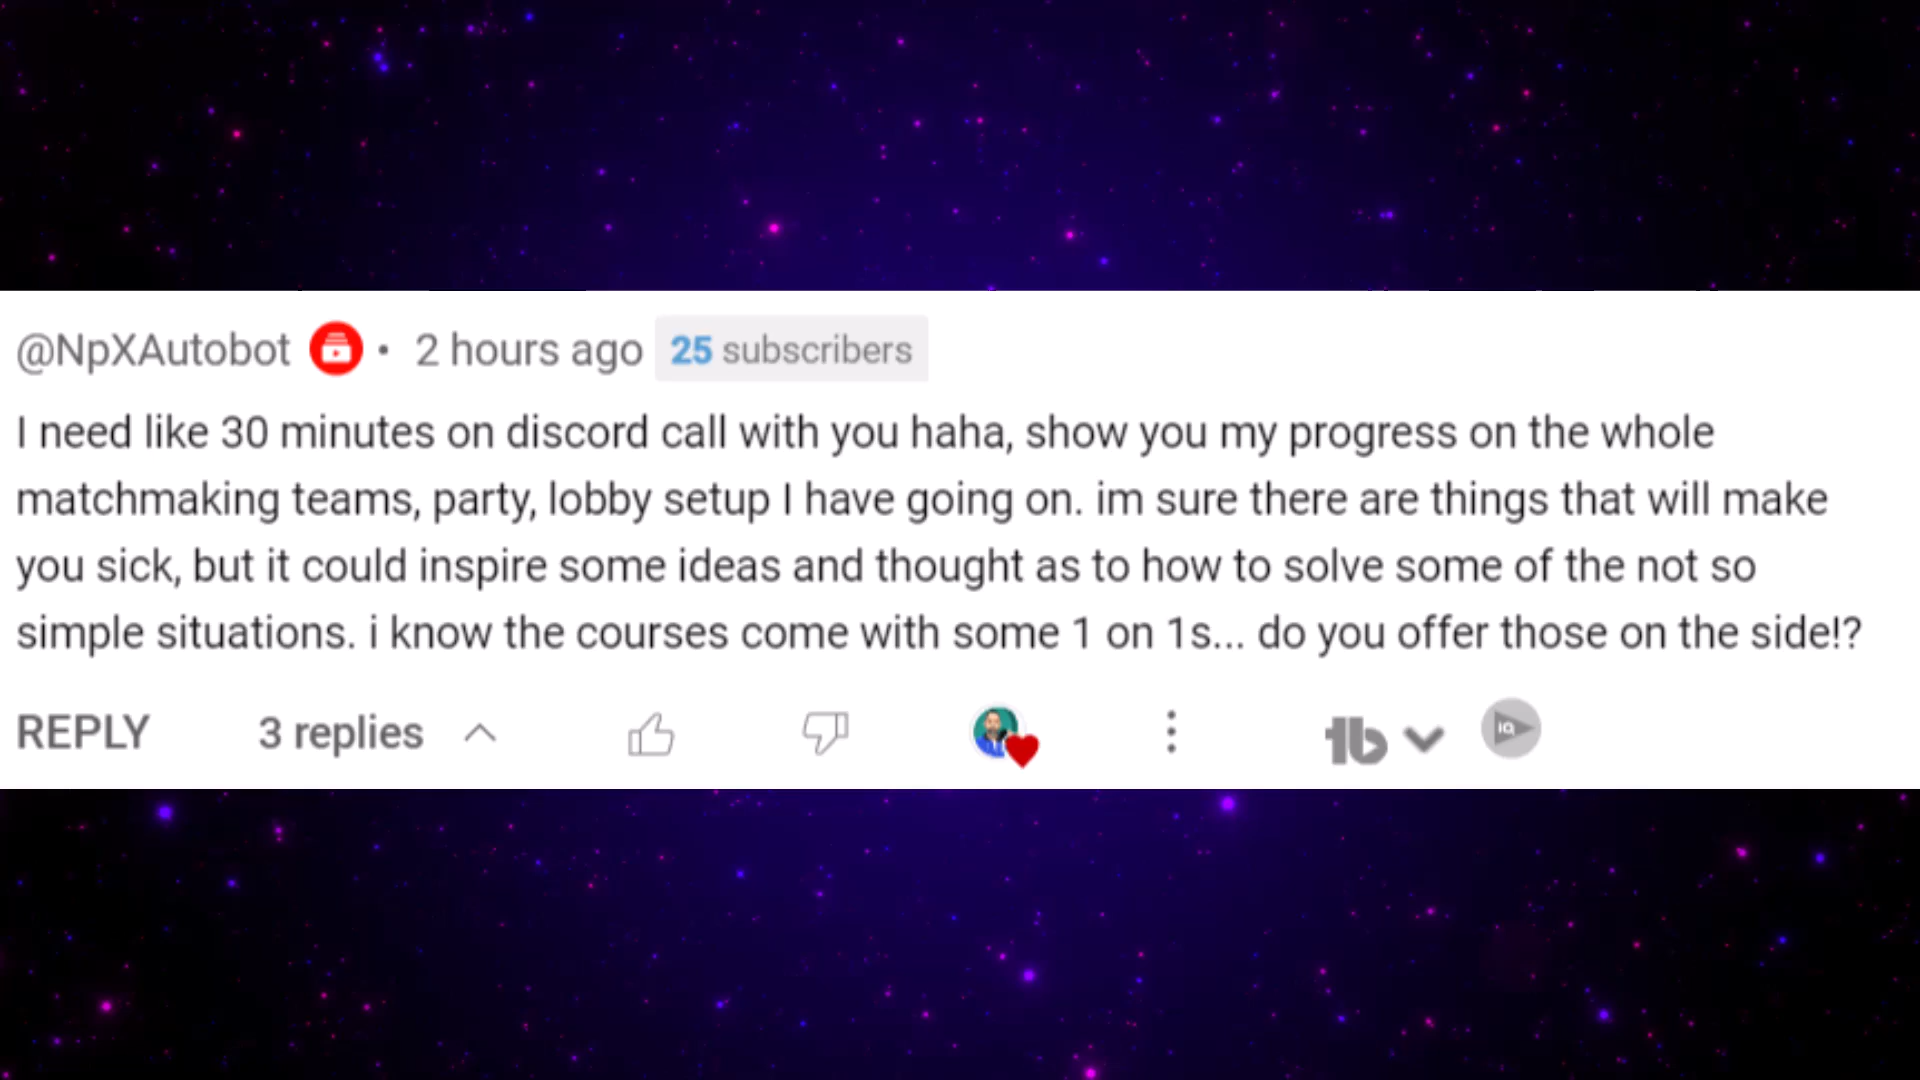 @NpXAutobot • 2 hours ago 25 subscribers
I need like 30 minutes on discord call with you haha, show you my progress on the whole
matchmaking teams, party, lobby setup I have going on. im sure there are things that will make
you sick, but it could inspire some ideas and thought as to how to solve some of the not so
simple situations. i know the courses come with some 1 on 1s... do you offer those on the side!?
REPLY 3 replies tb IQ